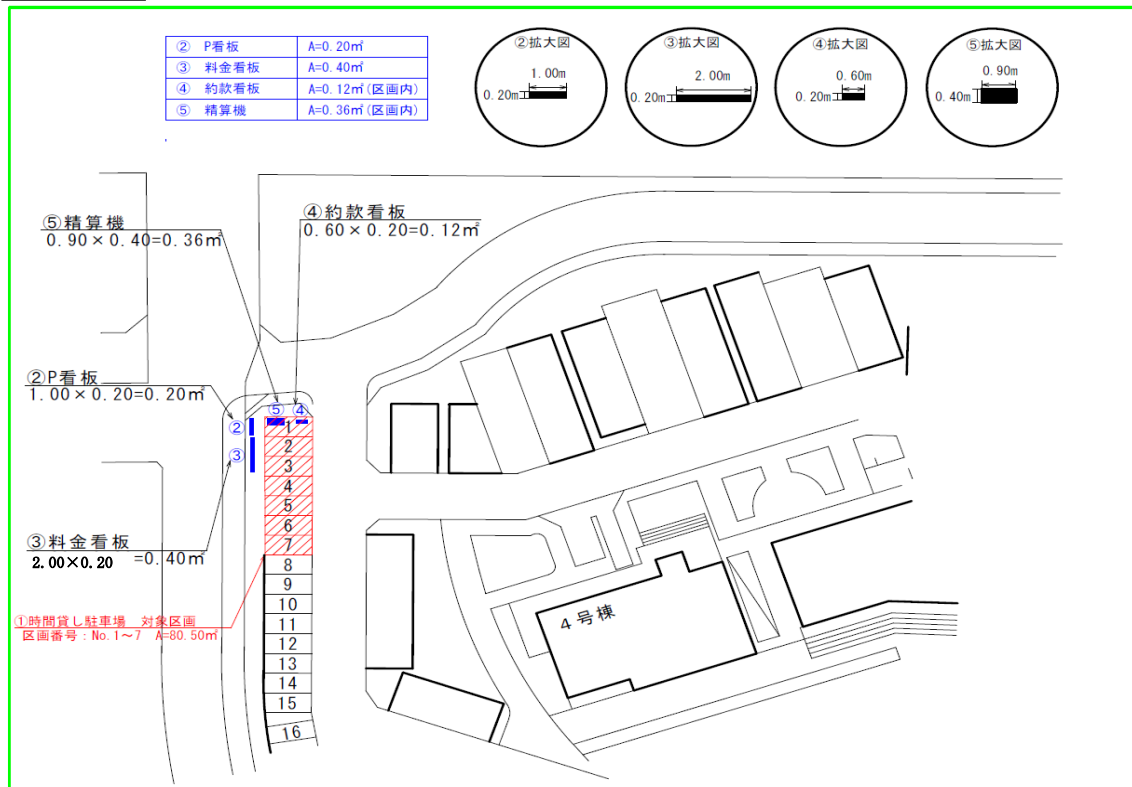 ② P看板 A=0.20㎡
③ 料金看板 A=0.40㎡
④ 約款看板 A=0.12㎡(区画内)
⑤ 精算機 A=0.36㎡(区画内)
②拡大図
1.00m
0.20m
③拡大図
2.00m
0.20m
④拡大図
0.60m
0.20m
⑤拡大図
0.90m
0.40m
⑤精算機
0.90×0.40=0.36㎡
④約款看板
0.60×0.20=0.12㎡
②P看板
1.00×0.20=0.20㎡
⑤ ④
②
③
1
2
3
4
5
6
7
8
9
10
11
12
13
14
15
16
③料金看板
2.00×0.20 =0.40㎡
①時間貸し駐車場 対象区画
区画番号：No.1～7 A=80.50㎡
4号棟